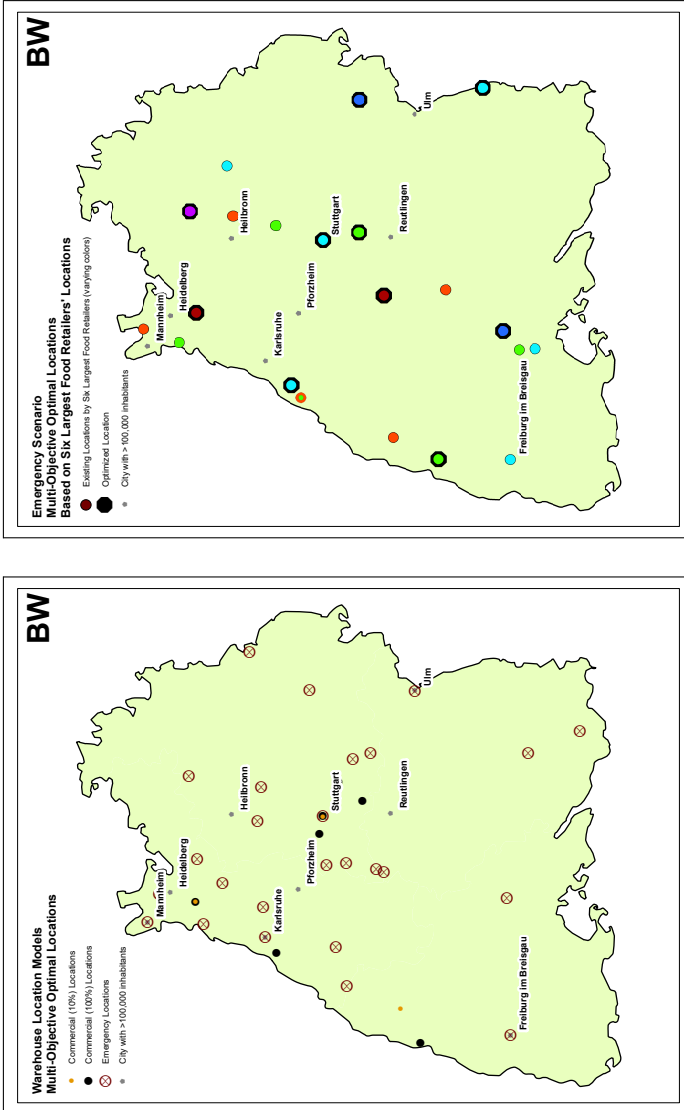 BW
Emergency Scenario
Multi-Objective Optimal Locations
Based on Six Largest Food Retailers' Locations
Existing Locations by Six Largest Food Retailers (varying colors)
Optimized Location
City with >100,000 inhabitants
Mannheim
Heidelberg
Heilbronn
Karlsruhe
Pforzheim
Stuttgart
Reutlingen
Ulm
Freiburg im Breisgau
BW
Warehouse Location Models
Multi-Objective Optimal Locations
Commercial (10%) Locations
Commercial (100%) Locations
Emergency Locations
City with >100,000 inhabitants
Mannheim
Heidelberg
Heilbronn
Karlsruhe
Pforzheim
Stuttgart
Reutlingen
Ulm
Freiburg im Breisgau